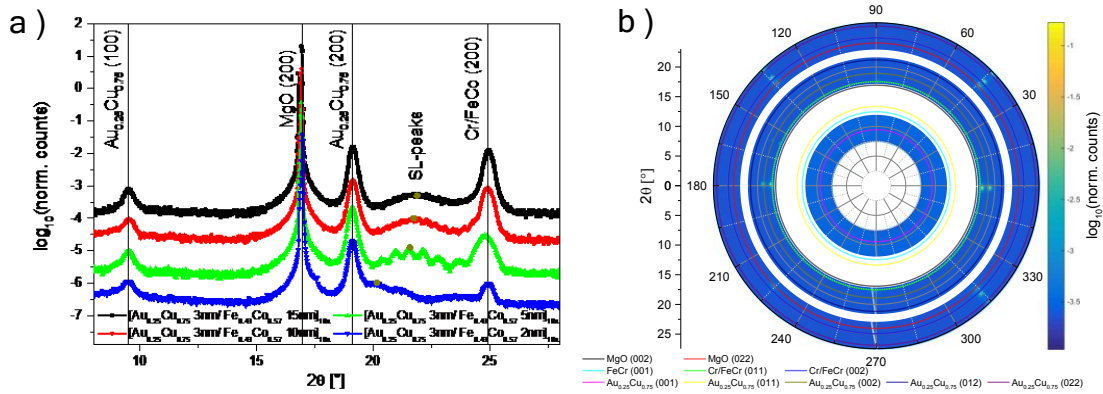 a)
2
1
0
-1
-2
-3
-4
-5
-6
-7
log10(norm. counts)
Au0.25Cu0.75 (100)
MgO (200)
Au0.25Cu0.75 (200)
SL-peaks
Cr/FeCo (200)
[Au0.25Cu0.75 3nm/Fe0.43Co0.57 15nm]10x [Au0.25Cu0.75 3nm/Fe0.43Co0.57 5nm]10x
[Au0.25Cu0.75 3nm/Fe0.43Co0.57 10nm]10x [Au0.25Cu0.75 3nm/Fe0.43Co0.57 2nm]10x
10 15 20 25
2θ [°]
b)
90
120 60
150 30
180 0
210 330
240 300
270
20
15
10
5
0
5
10
15
20
25
2θ [°]
-1
-1.5
-2
-2.5
-3
-3.5
log10(norm. counts)
MgO (002) MgO (022)
FeCr (001) Cr/FeCr (011) Cr/FeCr (002)
Au0.25Cu0.75 (001) Au0.25Cu0.75 (011) Au0.25Cu0.75 (002) Au0.25Cu0.75 (012) Au0.25Cu0.75 (022)